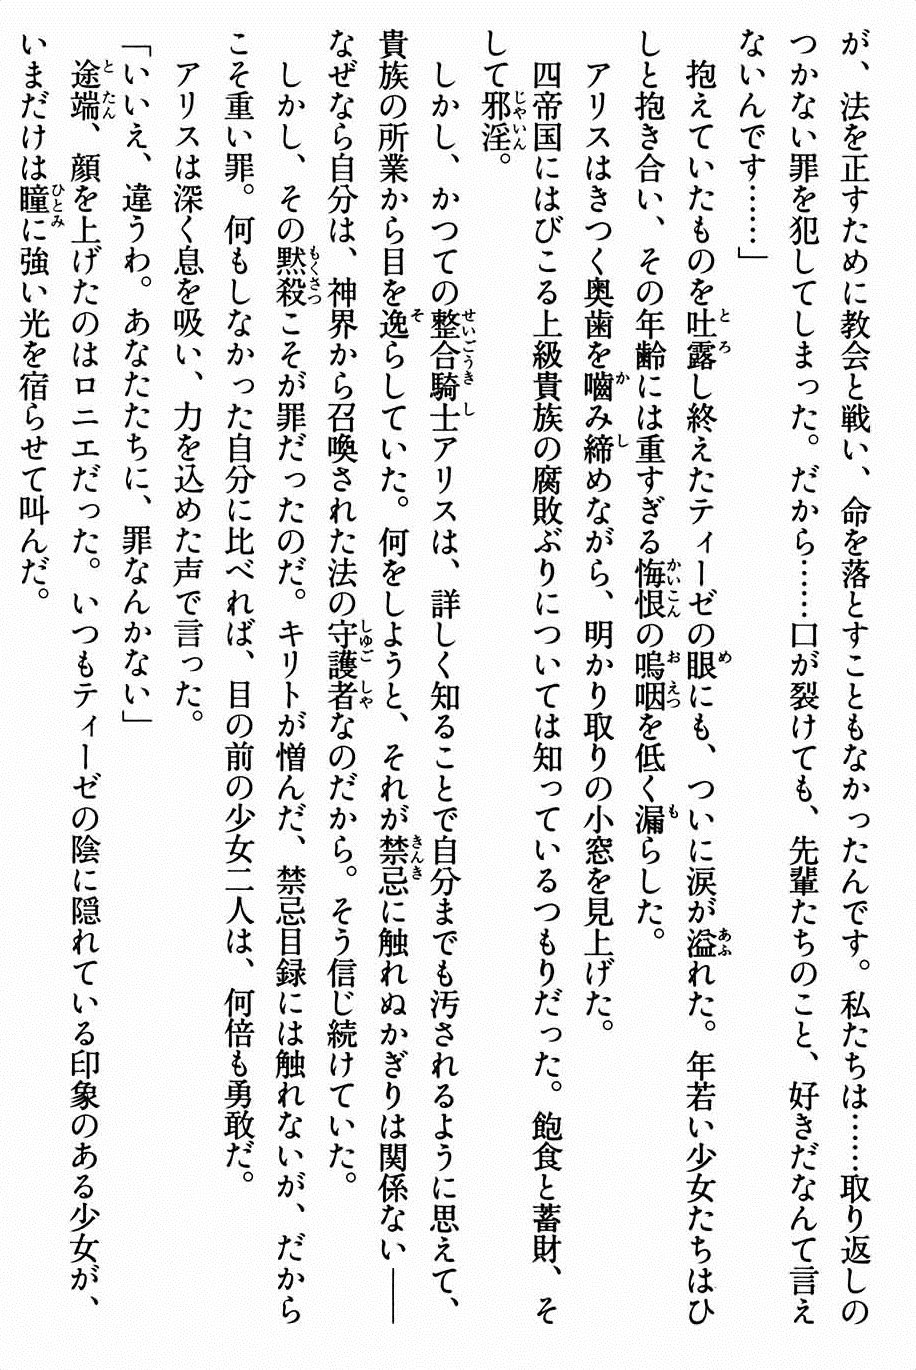 が、法を正すために教会と戦い、命を落とすこともなかったんです。私たちは……取り返しの
つかない罪を犯してしまった。だから……口が裂けても、先輩たちのこと、好きだなんて言え
ないんです……」
　抱えていたものを吐露し終えたティーゼの眼にも、ついに涙が溢れた。年若い少女たちはひ
しと抱き合い、その年齢には重すぎる悔恨の嗚咽を低く漏らした。
　アリスはきつく奥歯を嚙み締めながら、明かり取りの小窓を見上げた。
　四帝国にはびこる上級貴族の腐敗ぶりについては知っているつもりだった。飽食と蓄財、そ
して邪淫。
　しかし、かつての整合騎士アリスは、詳しく知ることで自分までも汚されるように思えて、
貴族の所業から目を逸らしていた。何をしようと、それが禁忌に触れぬかぎりは関係ない――
なぜなら自分は、神界から召喚された法の守護者なのだから。そう信じ続けていた。
　しかし、その黙殺こそが罪だったのだ。キリトが憎んだ、禁忌目録には触れないが、だから
こそ重い罪。何もしなかった自分に比べれば、目の前の少女二人は、何倍も勇敢だ。
　アリスは深く息を吸い、力を込めた声で言った。
「いいえ、違うわ。あなたたちに、罪なんかない」
　途端、顔を上げたのはロニエだった。いつもティーゼの陰に隠れている印象のある少女が、
いまだけは瞳に強い光を宿らせて叫んだ。